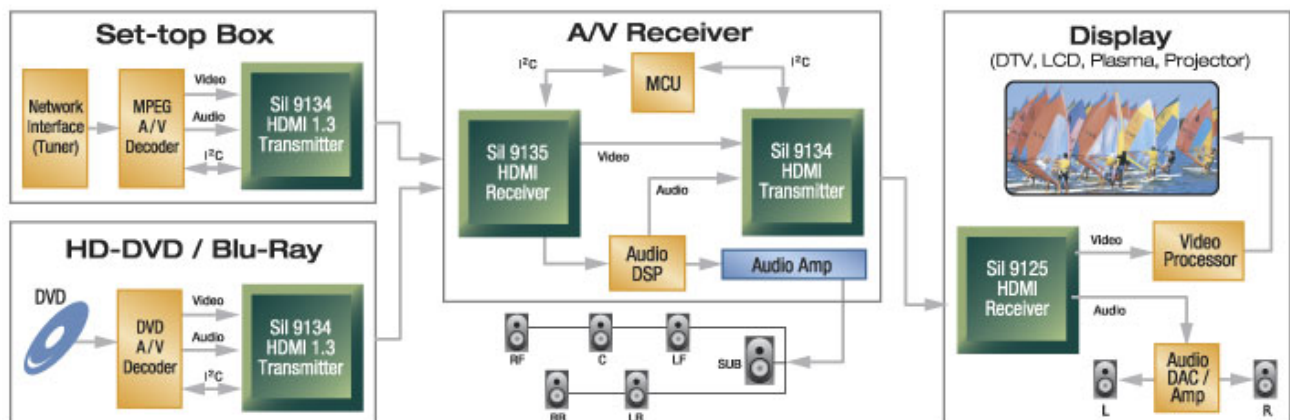 Set-top Box
Network
Interface
(Tuner)
MPEG
A/V
Decoder
Video
Audio
I²C
SiI 9134
HDMI 1.3
Transmitter
HD-DVD / Blu-Ray
DVD
DVD
A/V
Decoder
Video
Audio
I²C
SiI 9134
HDMI 1.3
Transmitter
A/V Receiver
I²C
MCU
I²C
SiI 9135
HDMI
Receiver
Video
Audio
SiI 9134
HDMI
Transmitter
Audio
DSP
Audio Amp
RF
C
LF
SUB
RR
LR
Display
(DTV, LCD, Plasma, Projector)
SiI 9125
HDMI
Receiver
Video
Audio
Video
Processor
Audio
DAC /
Amp
L
R